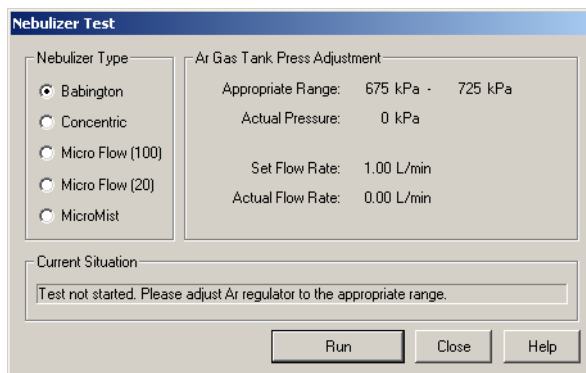 Nebulizer Test
Nebulizer Type
Babington
Concentric
Micro Flow (100)
Micro Flow (20)
MicroMist
Ar Gas Tank Press Adjustment
Appropriate Range: 675 kPa - 725 kPa
Actual Pressure: 0 kPa
Set Flow Rate: 1.00 L/min
Actual Flow Rate: 0.00 L/min
Current Situation
Test not started. Please adjust Ar regulator to the appropriate range.
Run Close Help